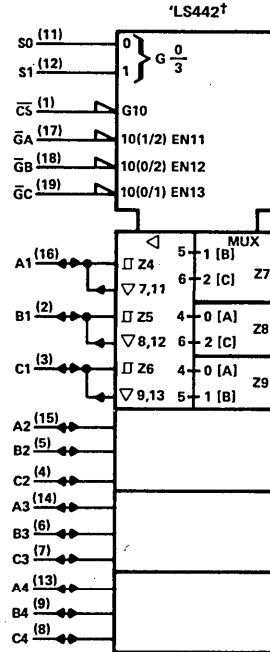 'LS442†
S0 (11) 0 } G 0/3
S1 (12) 1
C̅S̅ (1) G10
G̅A (17) 10(1/2) EN11
G̅B (18) 10(0/2) EN12
G̅C (19) 10(0/1) EN13
◁ MUX
A1 (16) Z4 5 1 [B] Z7
▽ 7,11 6 2 [C]
B1 (2) Z5 4 0 [A] Z8
▽ 8,12 6 2 [C]
C1 (3) Z6 4 0 [A] Z9
▽ 9,13 5 1 [B]
A2 (15)
B2 (5)
C2 (4)
A3 (14)
B3 (6)
C3 (7)
A4 (13)
B4 (9)
C4 (8)